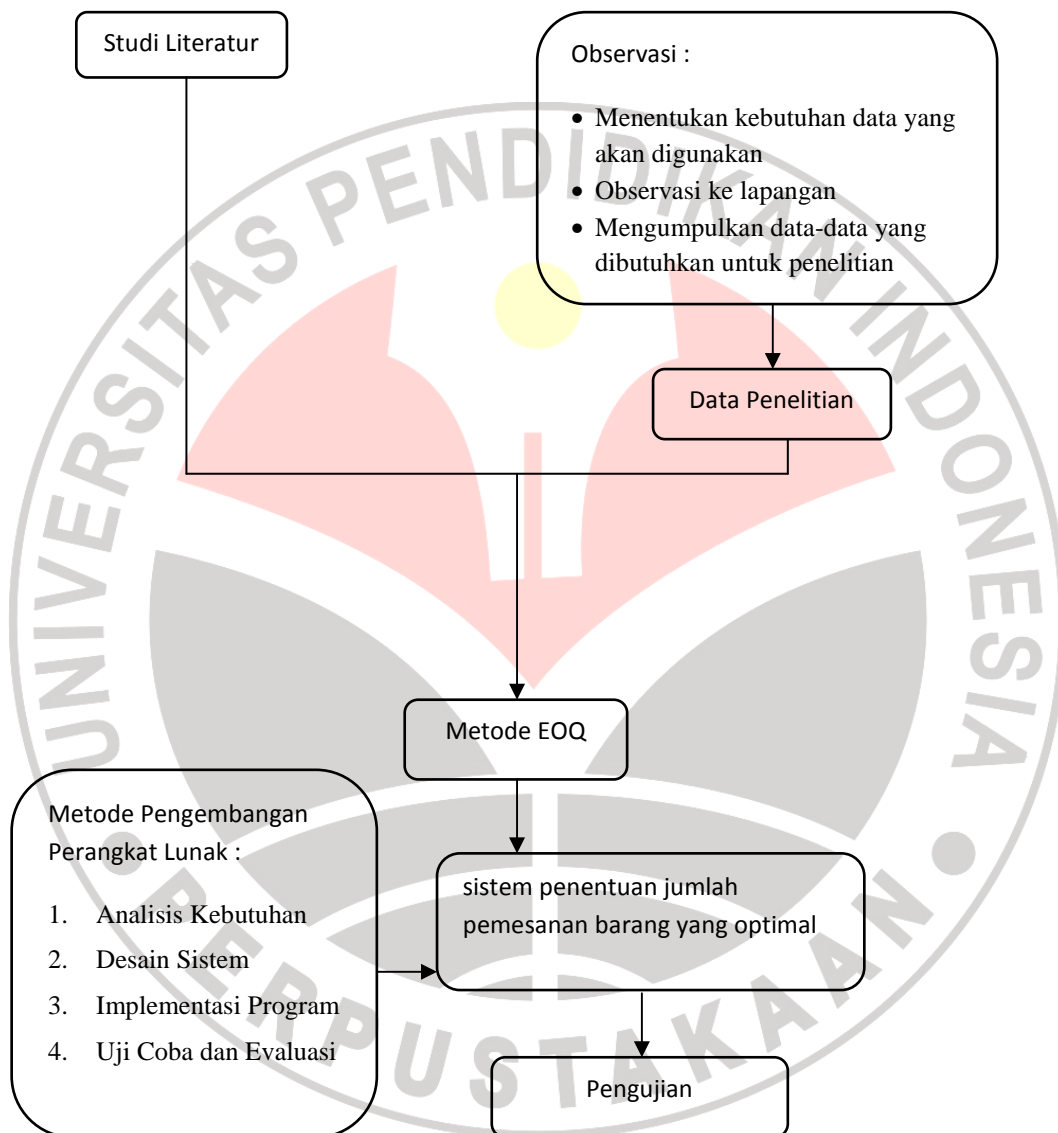 Studi Literatur
Observasi :
• Menentukan kebutuhan data yang
akan digunakan
• Observasi ke lapangan
• Mengumpulkan data-data yang
dibutuhkan untuk penelitian
Data Penelitian
Metode EOQ
Metode Pengembangan
Perangkat Lunak :
1. Analisis Kebutuhan
2. Desain Sistem
3. Implementasi Program
4. Uji Coba dan Evaluasi
sistem penentuan jumlah
pemesanan barang yang optimal
Pengujian
UNIVERSITAS PENDIDIKAN INDONESIA
PERPUSTAKAAN